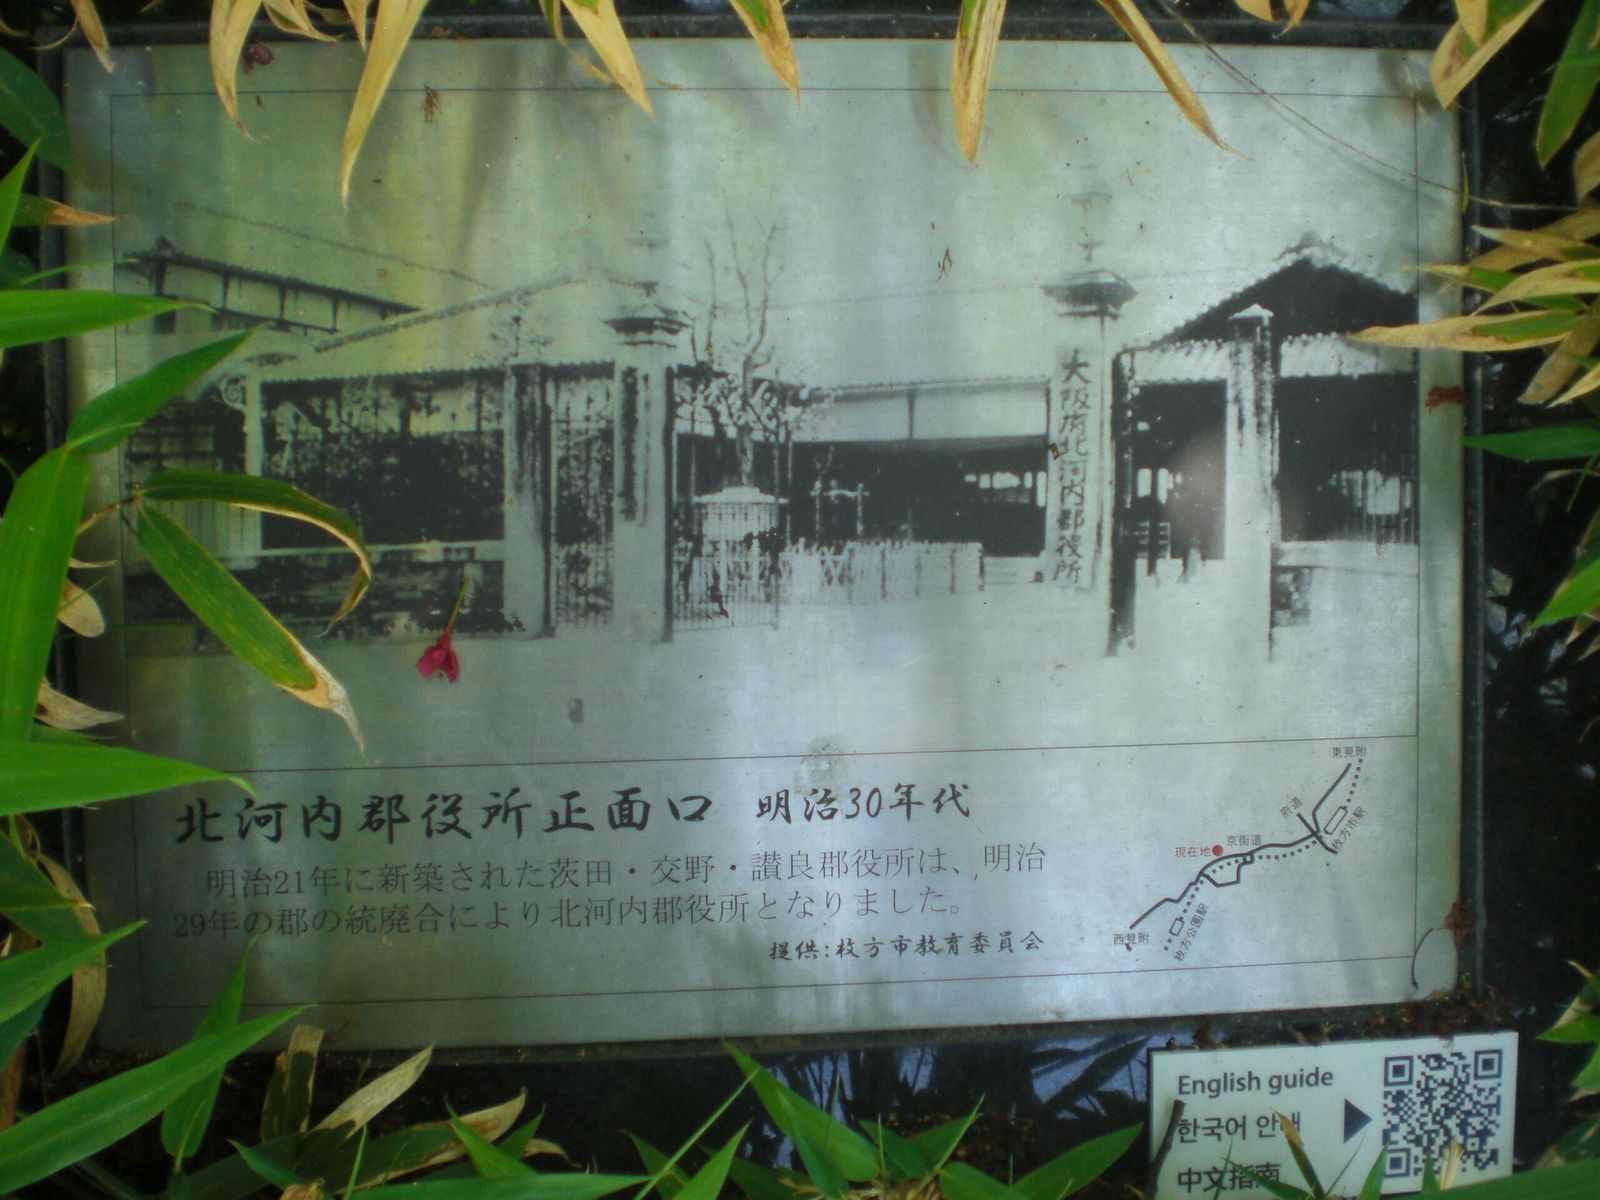 大阪府北河内郡役所
北河内郡役所正面口 明治30年代
明治21年に新築された茨田・交野・讃良郡役所は、明治
29年の郡の統廃合により北河内郡役所となりました。
提供:枚方市教育委員会
東見附
府道
枚方市駅
京街道
現在地
枚方公園駅
西見附
English guide
한국어 안내
中文指南